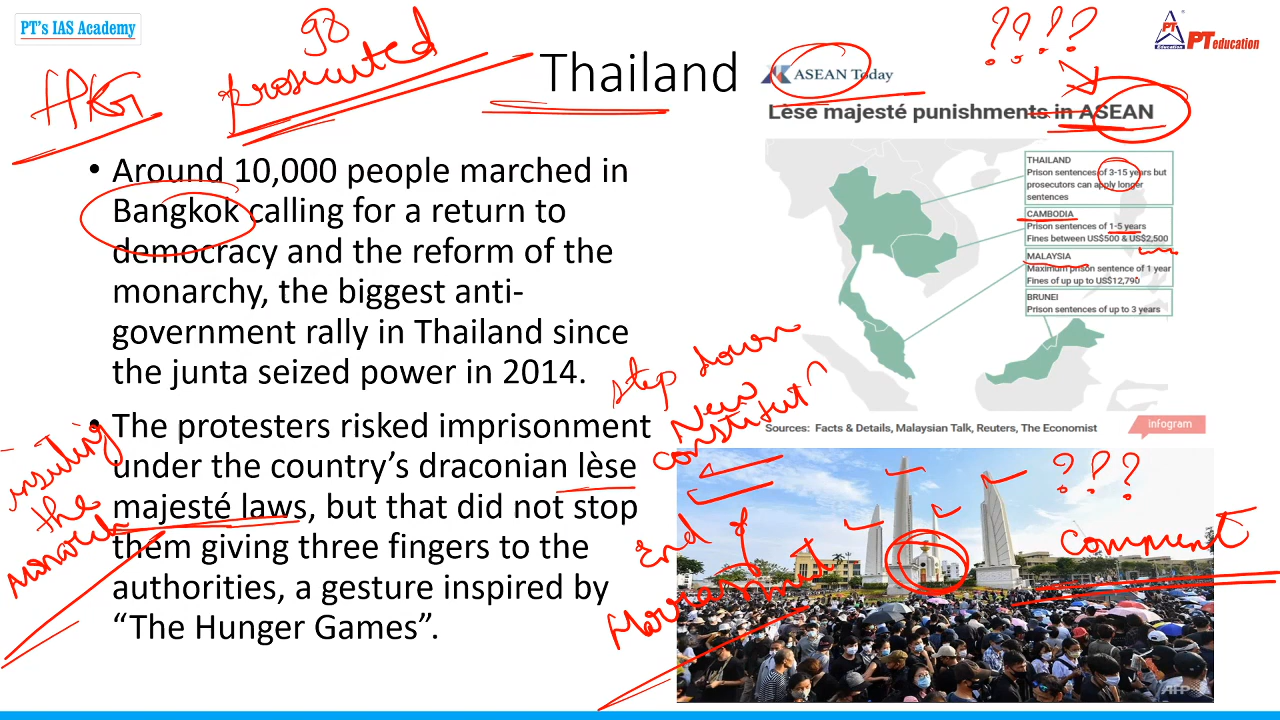 PT's IAS Academy
PT
Education
PT education
98
prosecuted
????
Thailand
ASEAN Today
Lèse majesté punishments in ASEAN
• Around 10,000 people marched in
Bangkok calling for a return to
democracy and the reform of the
monarchy, the biggest anti-
government rally in Thailand since
the junta seized power in 2014.
• The protesters risked imprisonment
under the country's draconian lèse
majesté laws, but that did not stop
them giving three fingers to the
authorities, a gesture inspired by
"The Hunger Games".
THAILAND
Prison sentences of 3-15 years but
prosecutors can apply longer
sentences
CAMBODIA
Prison sentences of 1-5 years
Fines between US$500 & US$2,500
MALAYSIA
Maximum prison sentence of 1 year
Fines of up up to US$12,790
BRUNEI
Prison sentences of up to 3 years
Sources: Facts & Details, Malaysian Talk, Reuters, The Economist
infogram
step down
New
constitut
insulting
the
monarch
End of
???
comment
AFP